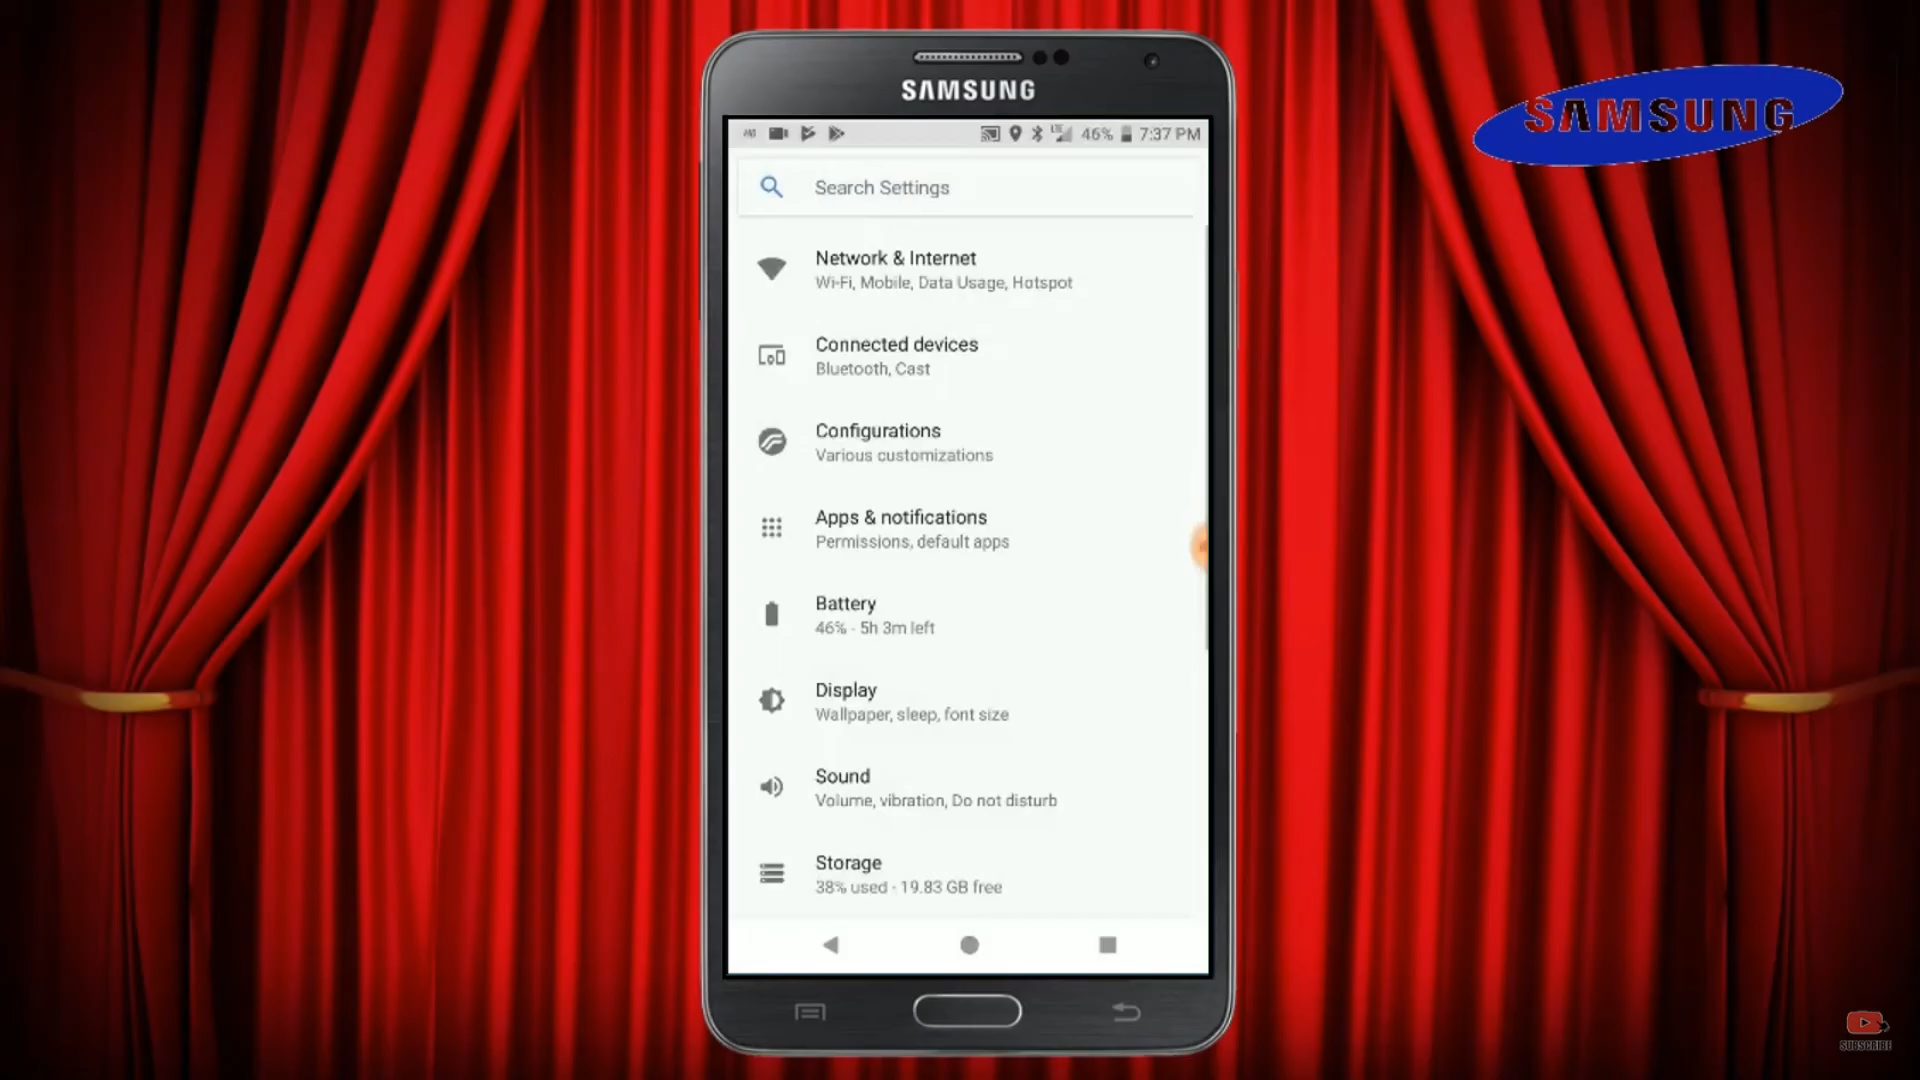 SAMSUNG
SAMSUNG
46% 7:37 PM
Search Settings
Network & Internet
Wi-Fi, Mobile, Data Usage, Hotspot
Connected devices
Bluetooth, Cast
Configurations
Various customizations
Apps & notifications
Permissions, default apps
Battery
46% - 5h 3m left
Display
Wallpaper, sleep, font size
Sound
Volume, vibration, Do not disturb
Storage
38% used - 19.83 GB free
SUBSCRIBE